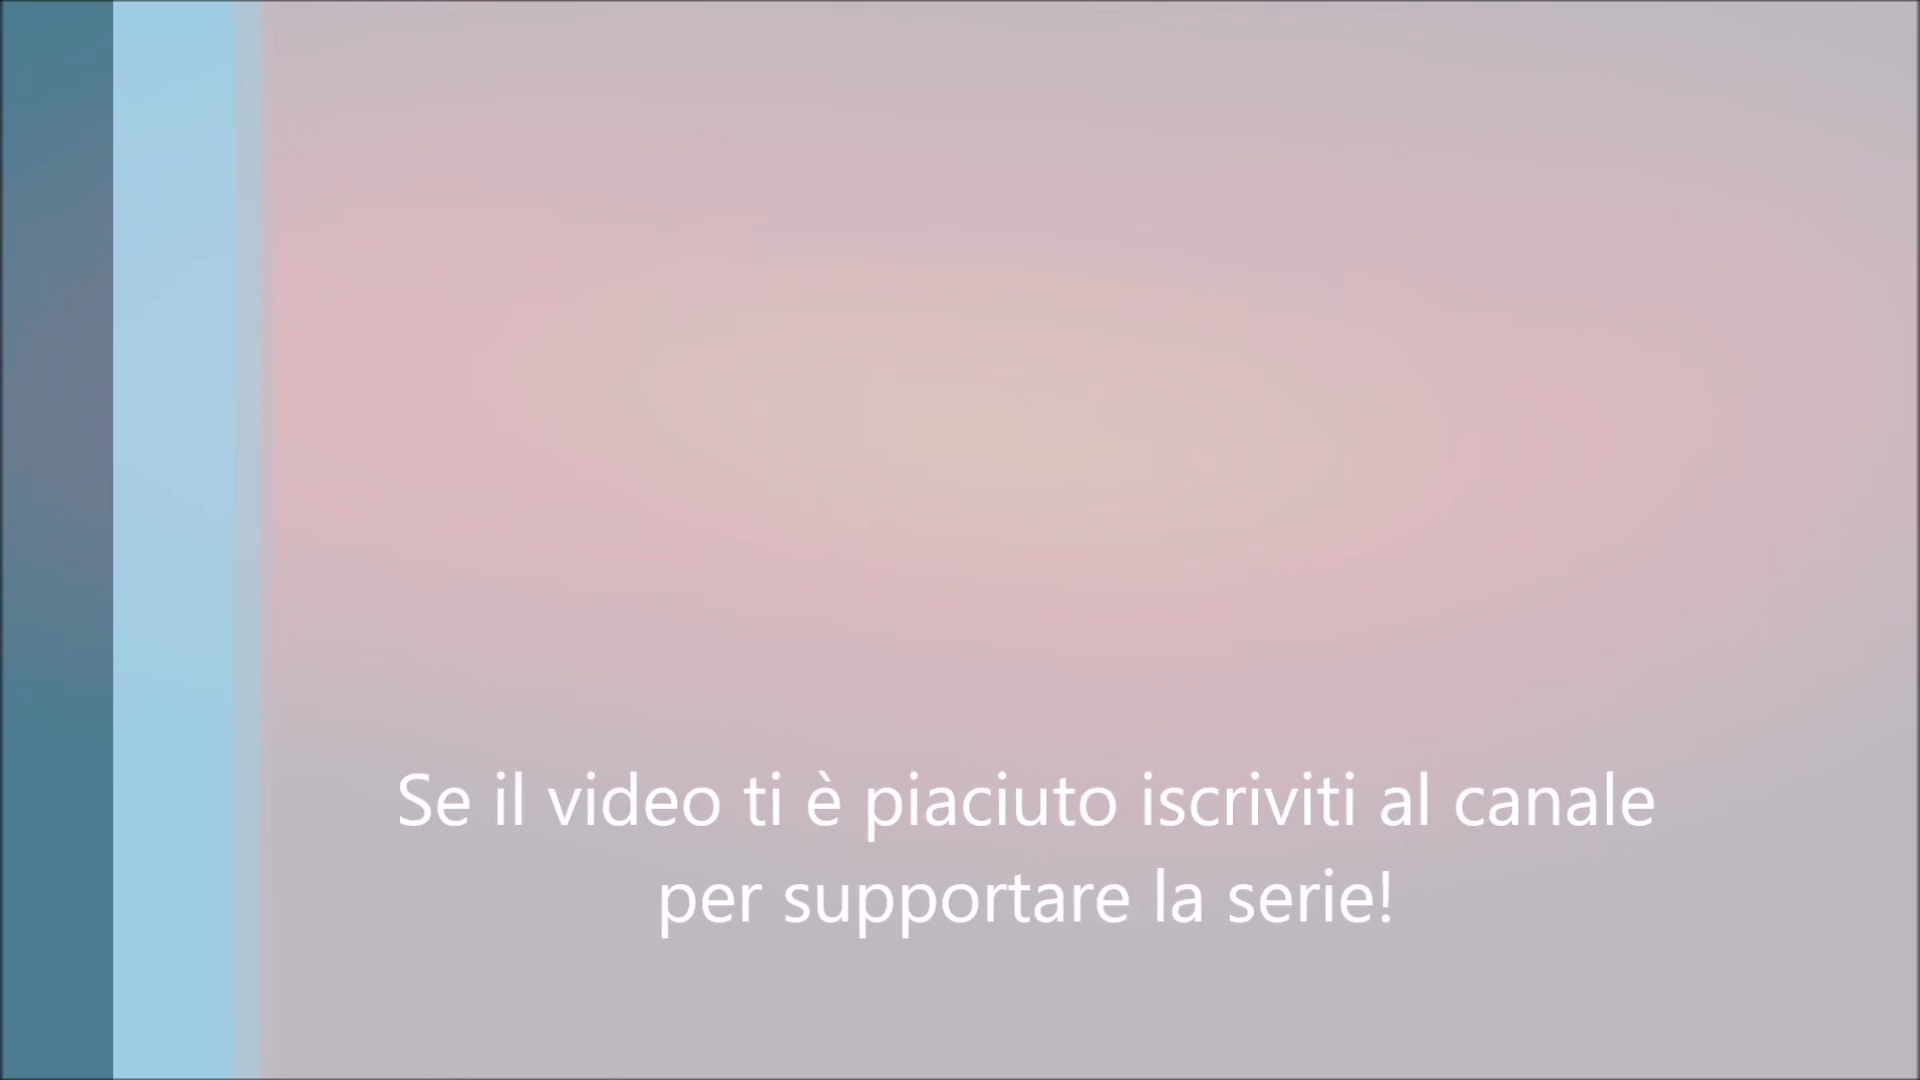 Se il video ti è piaciuto iscriviti al canale
per supportare la serie!